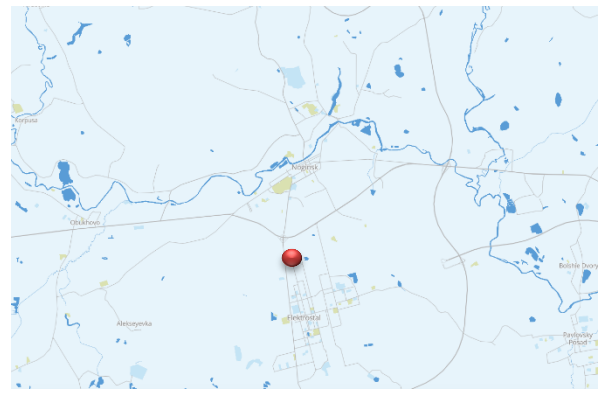 Korpusa
Noginsk
Obukhovo
Bolshie Dvory
Elektrostal
Alekseyevka
Pavlovsky
Posad